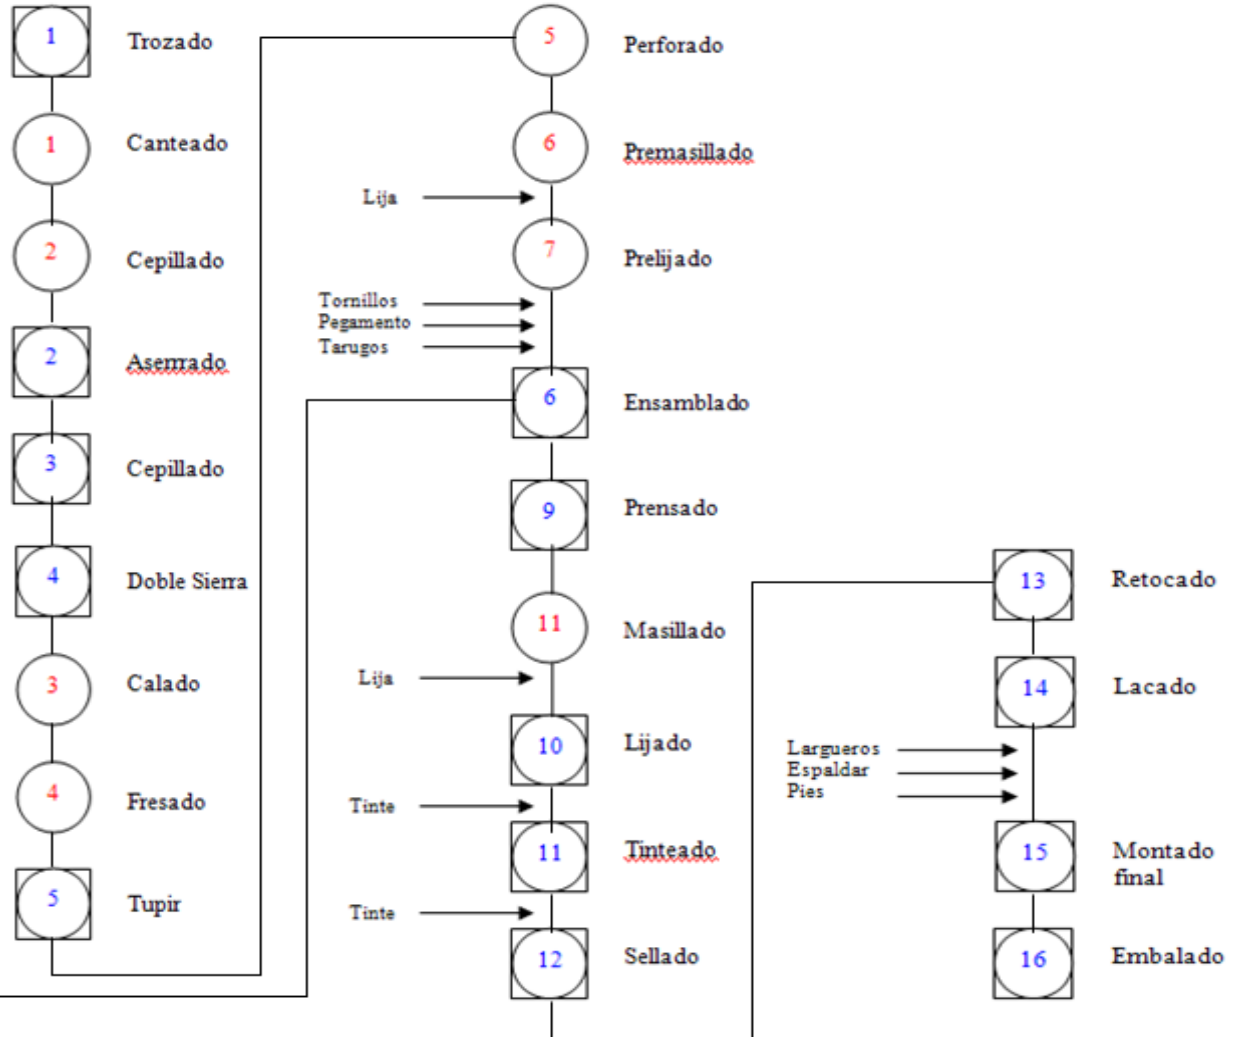 1 Trozado
1 Canteado
2 Cepillado
2 Aserrrado
3 Cepillado
4 Doble Sierra
3 Calado
4 Fresado
5 Tupir
5 Perforado
6 Premasillado
Lija
7 Prelijado
Tornillos
Pegamento
Tarugos
6 Ensamblado
9 Prensado
11 Masillado
Lija
10 Lijado
Tinte
11 Tinteado
Tinte
12 Sellado
13 Retocado
14 Lacado
Largueros
Espaldar
Pies
15 Montado
final
16 Embalado